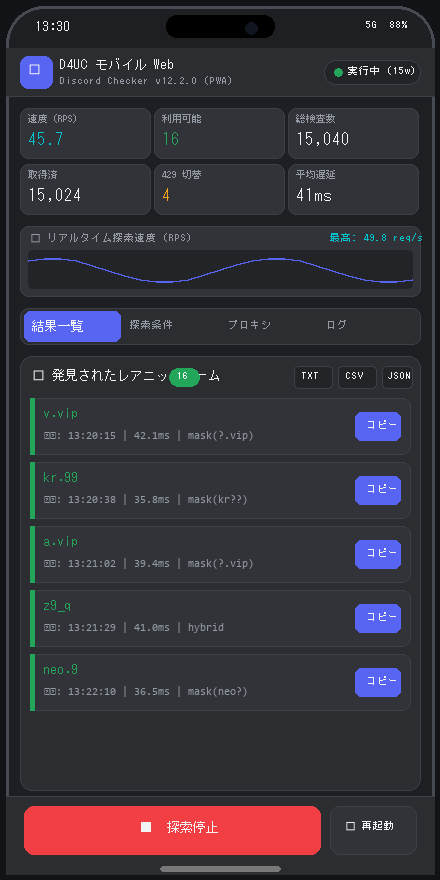 13:30
5G 88%
D4UC モバイル Web
Discord Checker v12.2.0 (PWA)
実行中 (15w)
速度 (RPS)
45.7
利用可能
16
総検査数
15,040
取得済
15,024
429 切替
4
平均遅延
41ms
リアルタイム探索速度 (RPS)
最高: 49.8 req/s
結果一覧
探索条件
プロキシ
ログ
発見されたレアニッ
16
ーム
TXT
CSV
JSON
v.vip
コピー
: 13:20:15 | 42.1ms | mask(?.vip)
kr.99
コピー
: 13:20:38 | 35.8ms | mask(kr??)
a.vip
コピー
: 13:21:02 | 39.4ms | mask(?.vip)
z9_q
コピー
: 13:21:29 | 41.0ms | hybrid
neo.9
コピー
: 13:22:10 | 36.5ms | mask(neo?)
探索停止
再起動